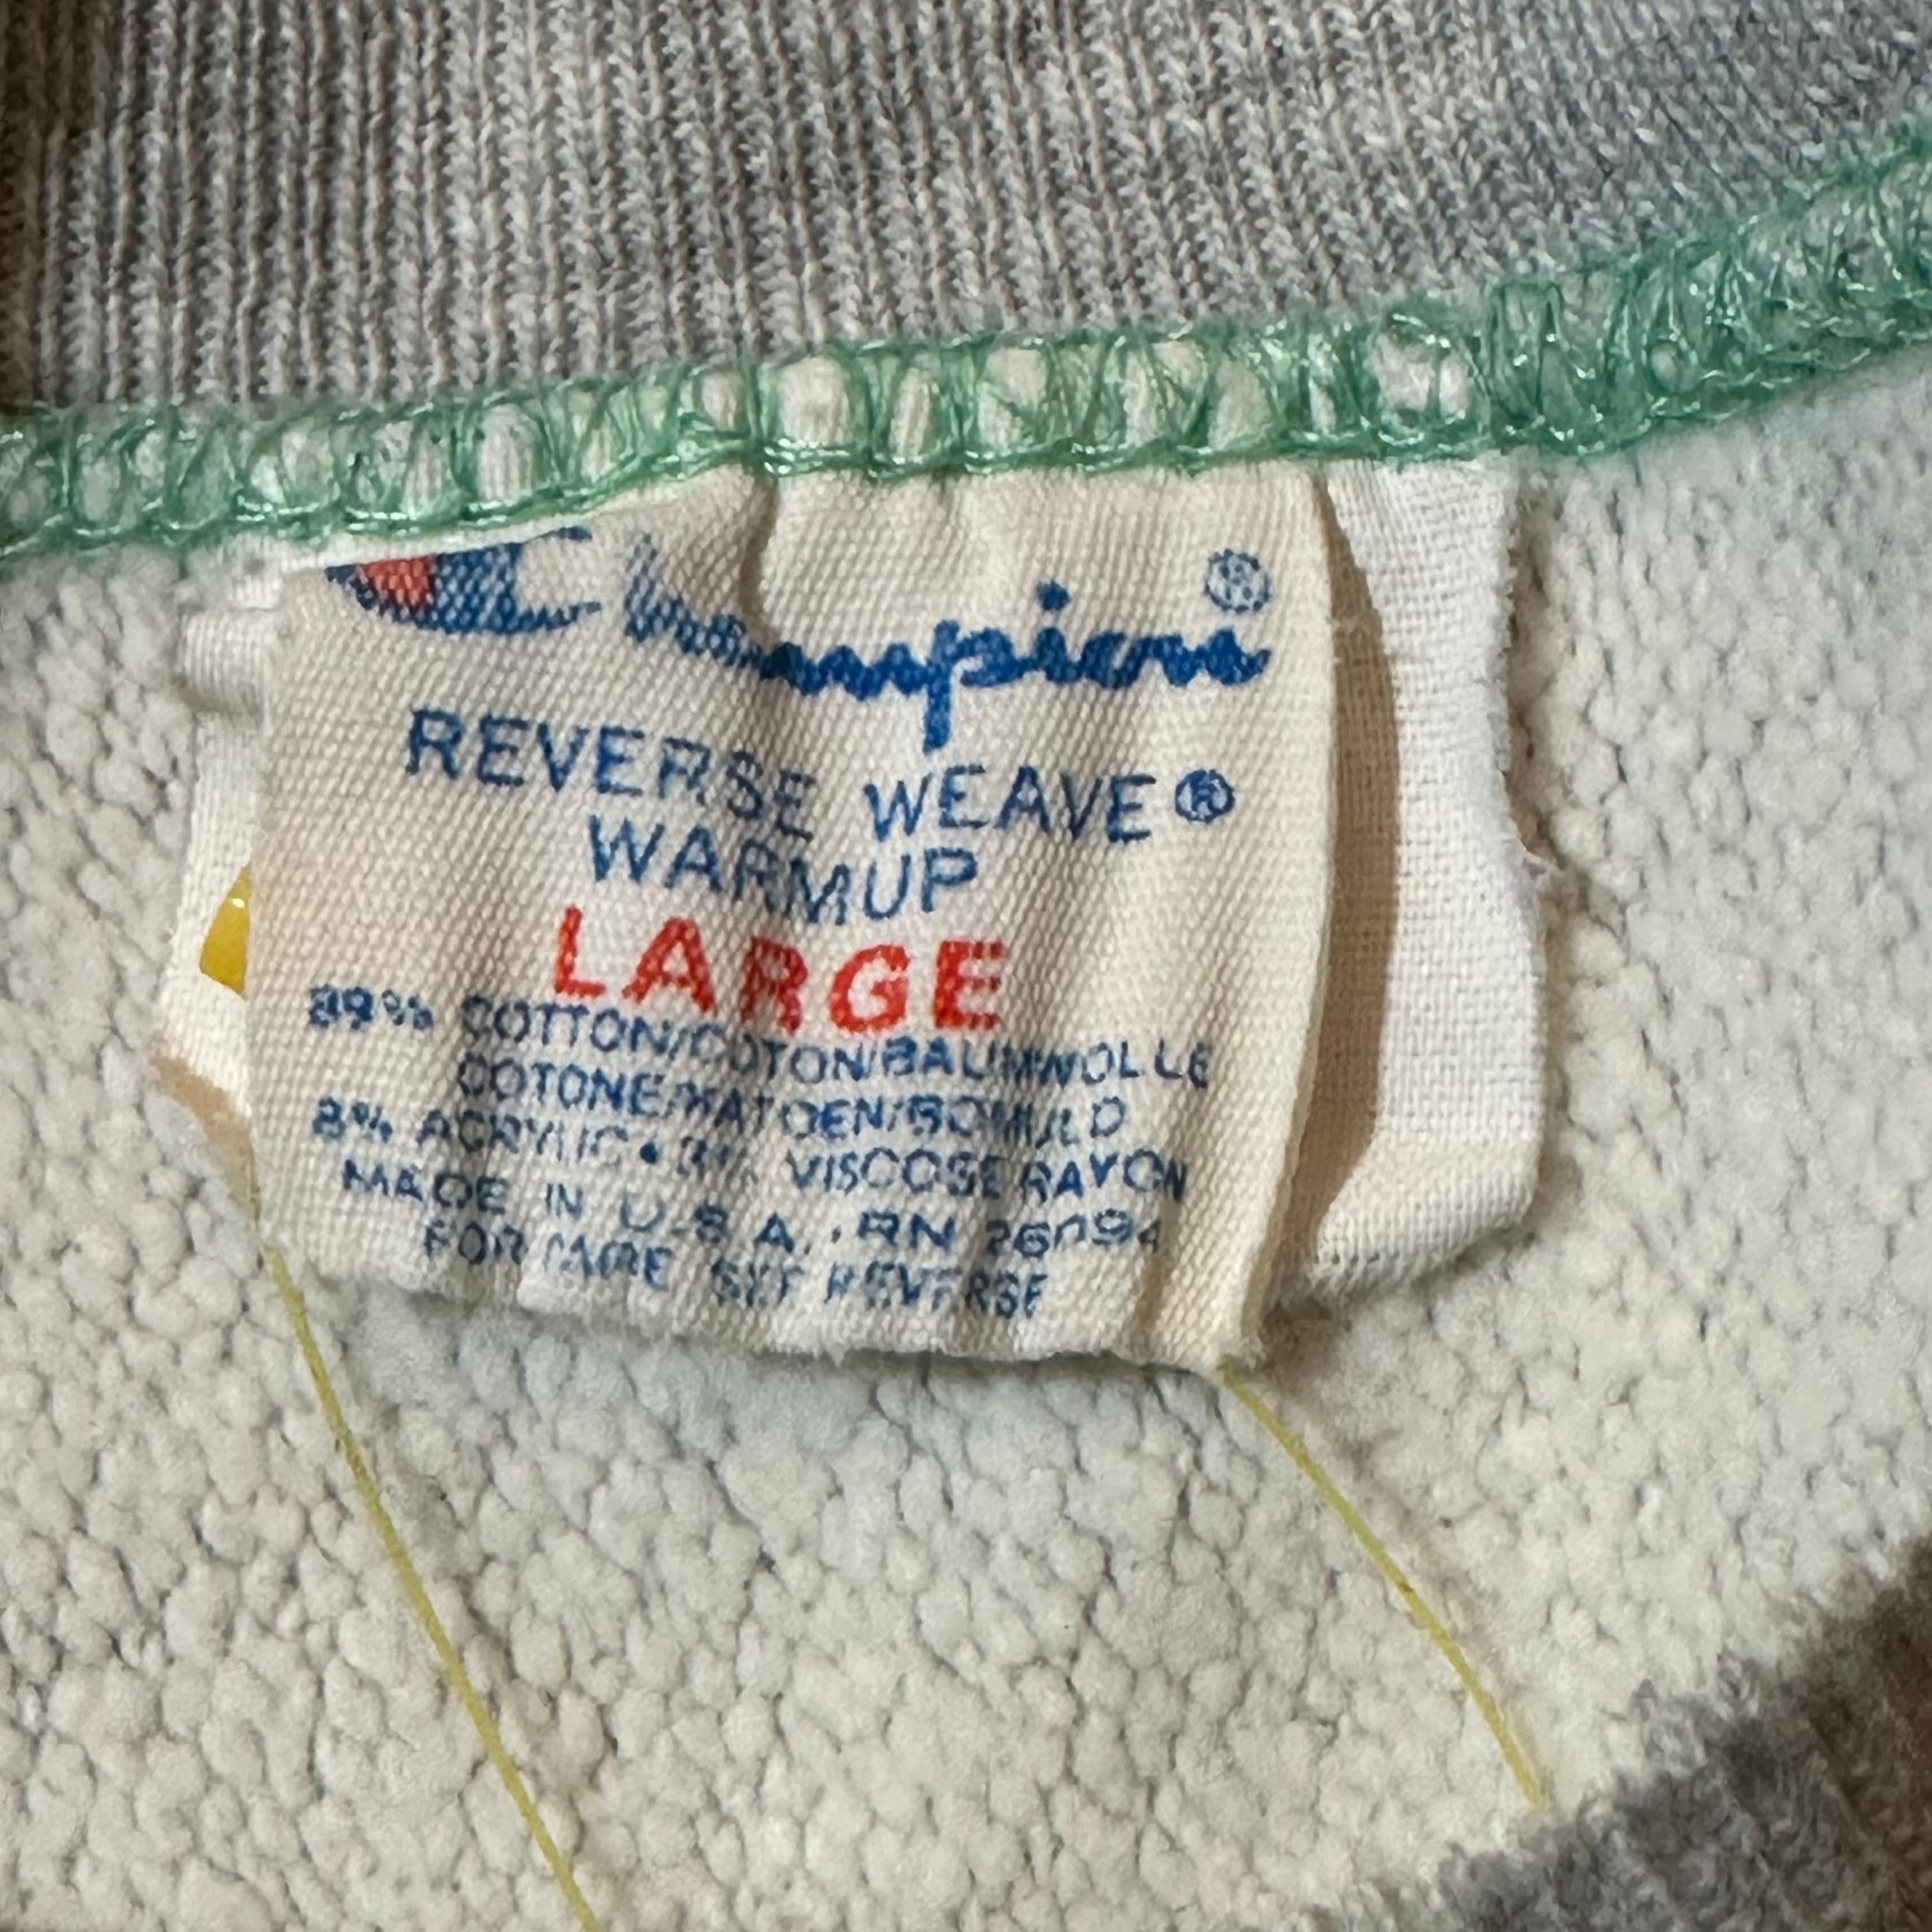 Champion ®
REVERSE WEAVE®
WARMUP
LARGE
89% COTTON/COTON/BAUMWOLLE
COTONE/KATOEN/BOMULD
8% ACRYLIC • 3% VISCOSE RAYON
MADE IN U.S.A. • RN 26094
FOR CARE SEE REVERSE